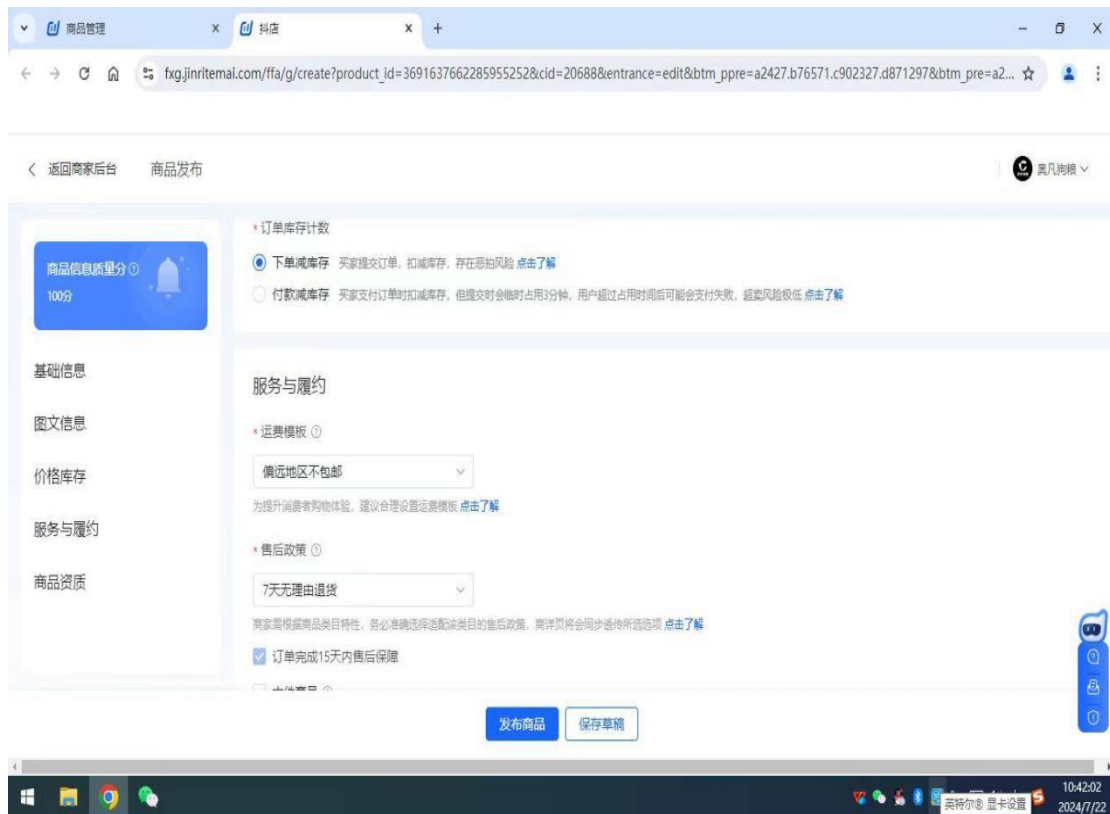 商品管理
抖店
fxg.jinritemai.com/ffa/g/create?product_id=3691637662285955252&cid=20688&entrance=edit&btm_ppre=a2427.b76571.c902327.d871297&btm_pre=a2...
返回商家后台
商品发布
奥凡狗粮
商品信息质量分
100分
基础信息
图文信息
价格库存
服务与履约
商品资质
* 订单库存计数
下单减库存 买家提交订单，扣减库存，存在恶拍风险 点击了解
付款减库存 买家支付订单时扣减库存，但提交时会临时占用3分钟，用户超过占用时间后可能会支付失败，超卖风险极低 点击了解
服务与履约
* 运费模板
偏远地区不包邮
为提升消费者购物体验，建议合理设置运费模板 点击了解
* 售后政策
7天无理由退货
商家需根据商品类目特性，务必准确选择适配该类目的售后政策，商详页将会同步透传所选选项 点击了解
订单完成15天内售后保障
发布商品
保存草稿
英特尔® 显卡设置
10:42:02
2024/7/22